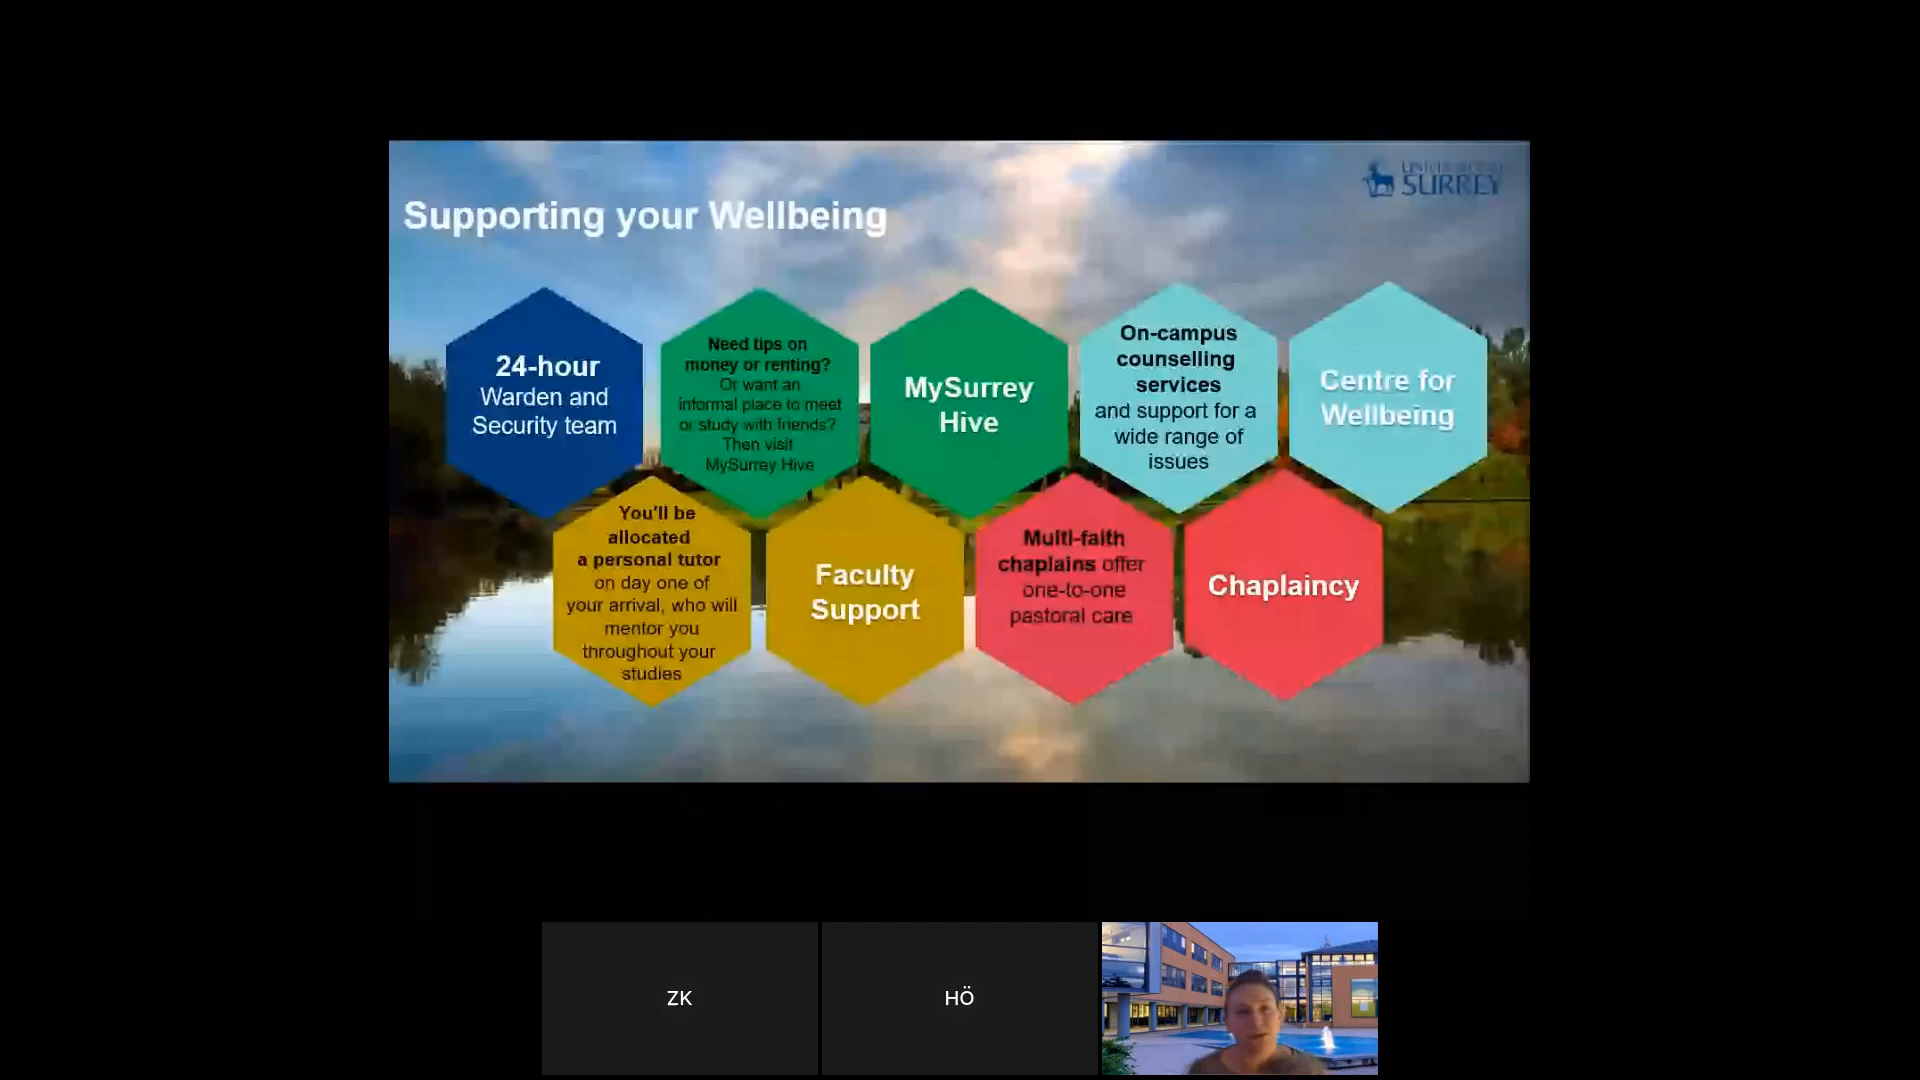 UNIVERSITY OF
SURREY
Supporting your Wellbeing
24-hour
Warden and
Security team
Need tips on
money or renting?
Or want an
informal place to meet
or study with friends?
Then visit
MySurrey Hive
MySurrey
Hive
On-campus
counselling
services
and support for a
wide range of
issues
Centre for
Wellbeing
You'll be
allocated
a personal tutor
on day one of
your arrival, who will
mentor you
throughout your
studies
Faculty
Support
Multi-faith
chaplains offer
one-to-one
pastoral care
Chaplaincy
ZK
HÖ